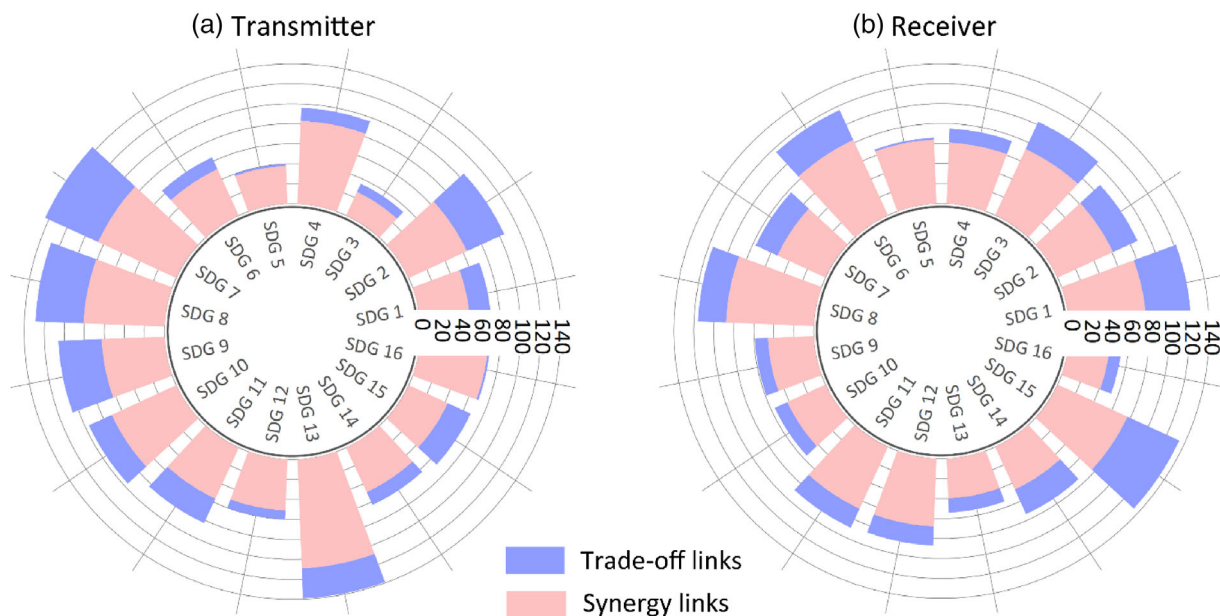 (a) Transmitter
SDG 1
SDG 2
SDG 3
SDG 4
SDG 5
SDG 6
SDG 7
SDG 8
SDG 9
SDG 10
SDG 11
SDG 12
SDG 13
SDG 14
SDG 15
SDG 16
0
20
40
60
80
100
120
140
(b) Receiver
SDG 1
SDG 2
SDG 3
SDG 4
SDG 5
SDG 6
SDG 7
SDG 8
SDG 9
SDG 10
SDG 11
SDG 12
SDG 13
SDG 14
SDG 15
SDG 16
0
20
40
60
80
100
120
140
Trade-off links
Synergy links